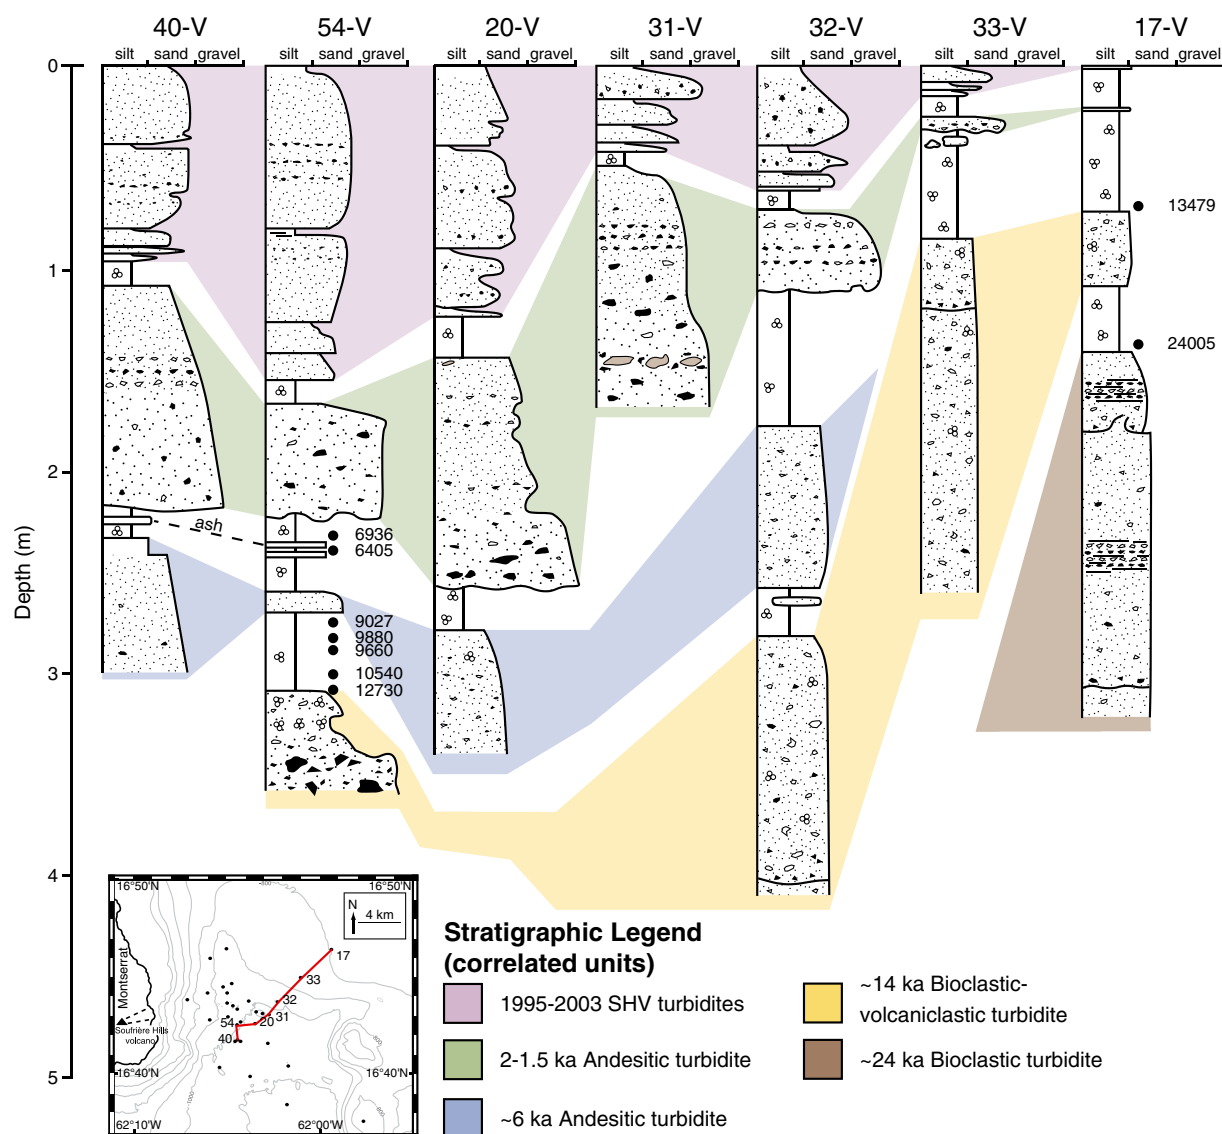 40-V 54-V 20-V 31-V 32-V 33-V 17-V
silt sand gravel silt sand gravel silt sand gravel silt sand gravel silt sand gravel silt sand gravel silt sand gravel
0
13479
1
24005
2
ash
6936
6405
Depth (m)
9027
9880
9660
3
10540
12730
4
16°50'N 16°50'N
N
4 km
Montserrat
17
33
32
31
20
54
40
Soufrière Hills
volcano
16°40'N 16°40'N
5
62°10'W 62°00'W
Stratigraphic Legend
(correlated units)
1995-2003 SHV turbidites
2-1.5 ka Andesitic turbidite
~6 ka Andesitic turbidite
~14 ka Bioclastic-
volcaniclastic turbidite
~24 ka Bioclastic turbidite